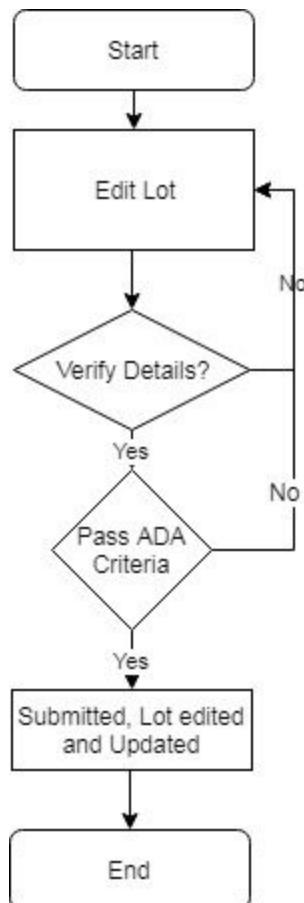 Start
Edit Lot
No
Verify Details?
Yes
No
Pass ADA
Criteria
Yes
Submitted, Lot edited
and Updated
End